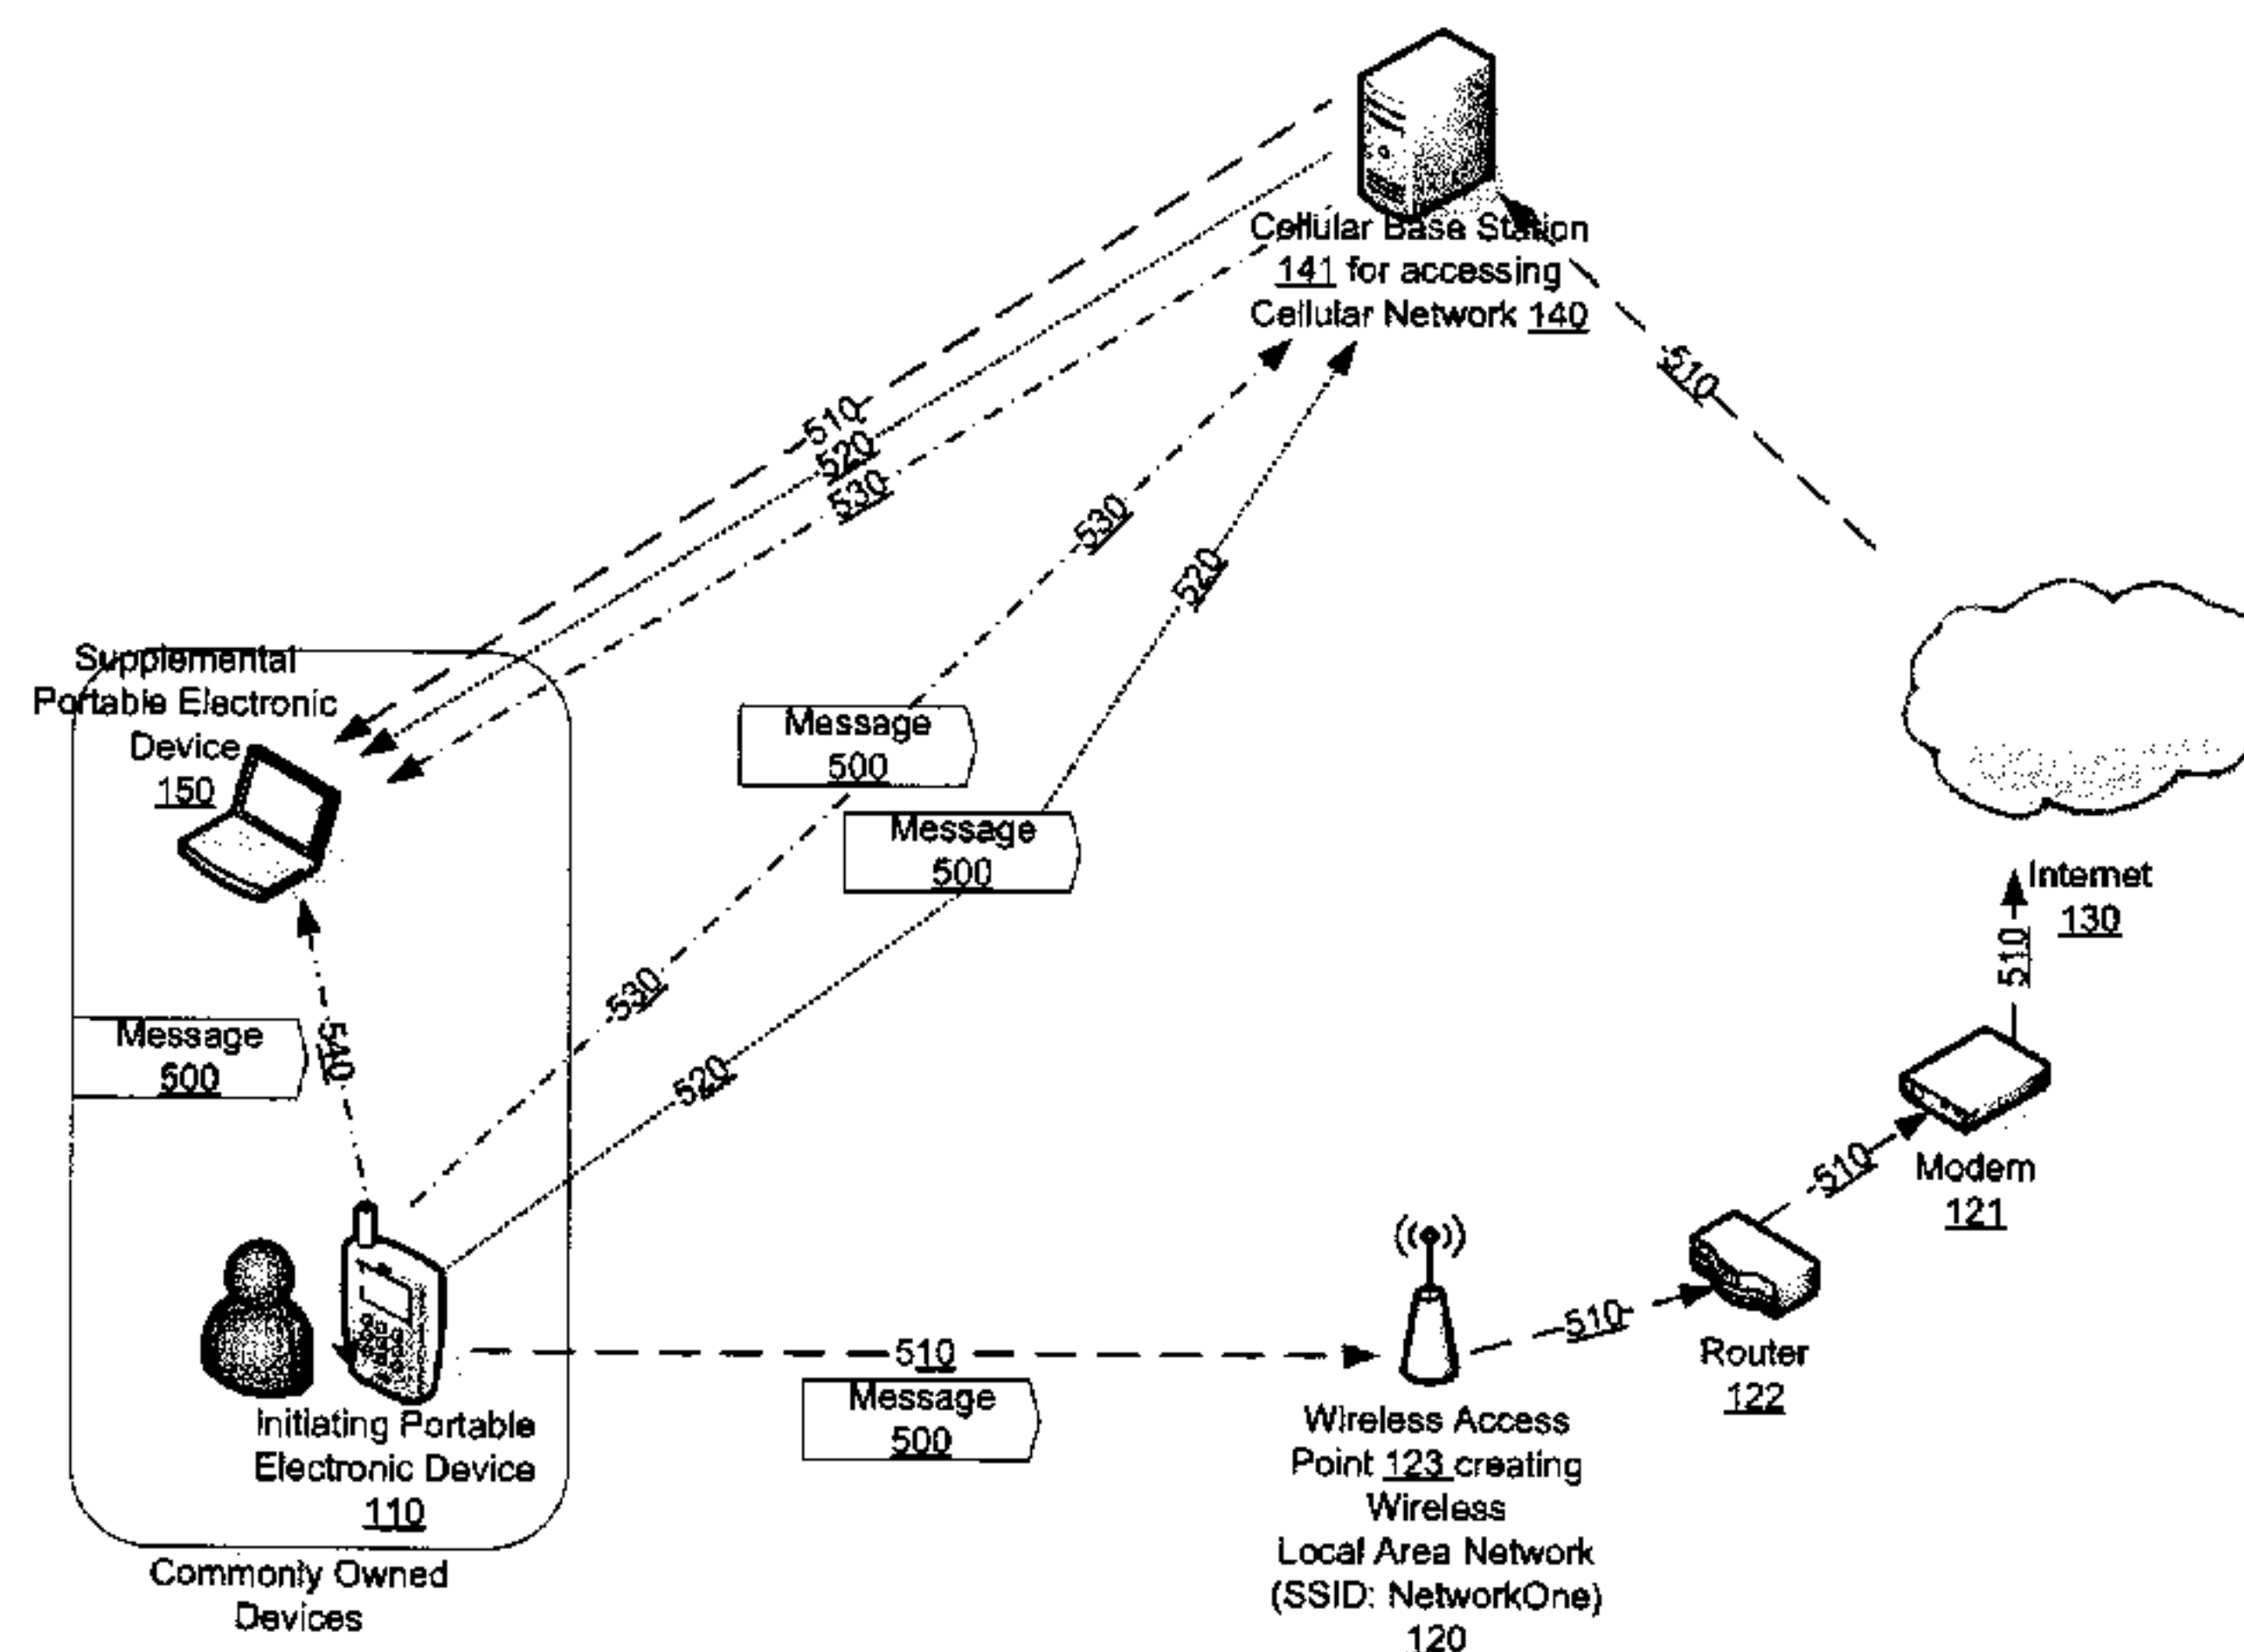 Cellular Base Station
141 for accessing
Cellular Network 140
510
510
520
530
530
520
Supplemental
Portable Electronic
Device
150
Message
500
Message
500
Internet
130
510
530
Message
500
540
520
Modem
121
510
510
Router
122
510
Message
500
Initiating Portable
Electronic Device
110
Wireless Access
Point 123 creating
Wireless
Local Area Network
(SSID: NetworkOne)
120
Commonly Owned
Devices